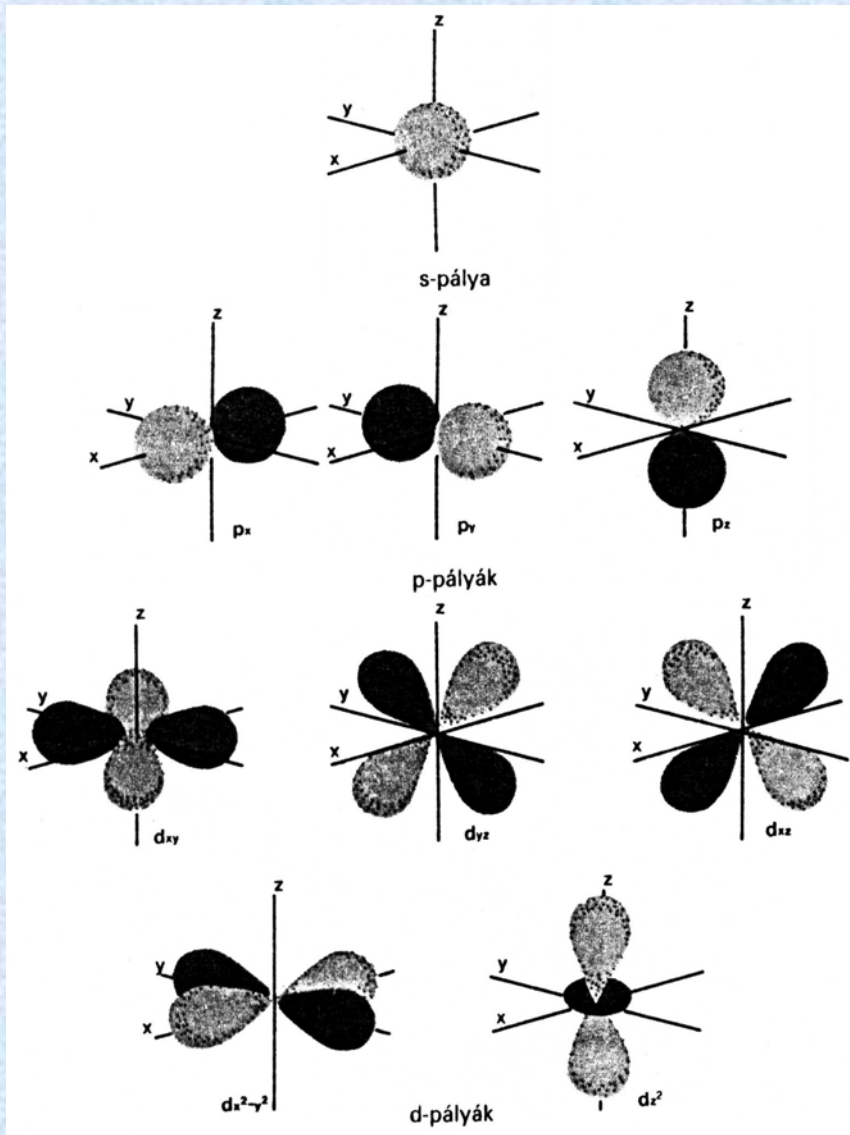 z
y
x
s-pálya
z z z
y y y
x x x
px py pz
p-pályák
z z z
y y y
x x x
dxy dyz dxz
z z
y y
x x
dx²-y² dz²
d-pályák